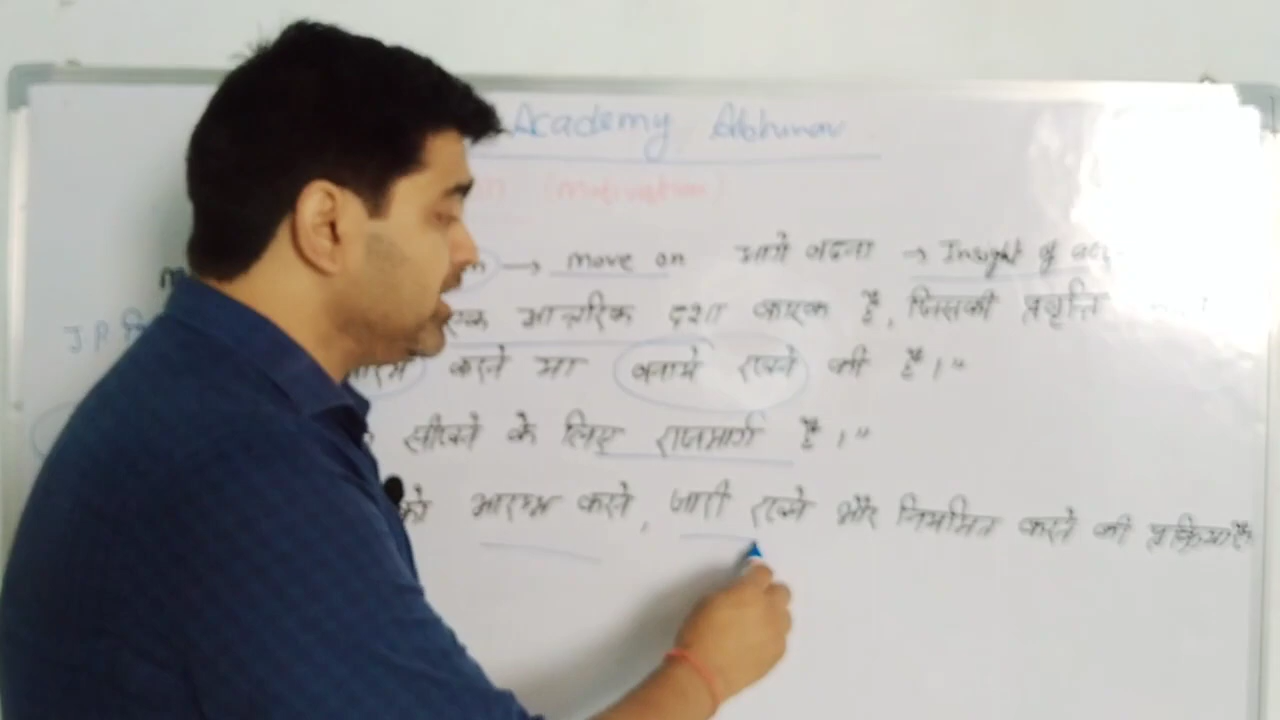 Academy Abhinav
(Motivation)
→ move on आगे बढना → Insight of
J P एक आन्तरिक दशा कारक है, जिसकी प्रवृत्ति
करने या बनाये रखने की है।"
सीखने के लिए राजमार्ग है।"
को आरम्भ करने, जारी रखने और नियमित करने की प्रक्रिया है